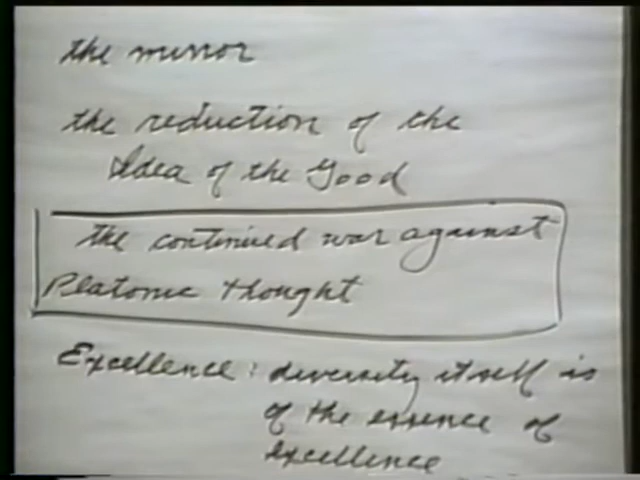 the mirror
the reduction of the
Idea of the Good
the continued war against
Platonic thought
Excellence: diversity itself is
of the essence of
excellence